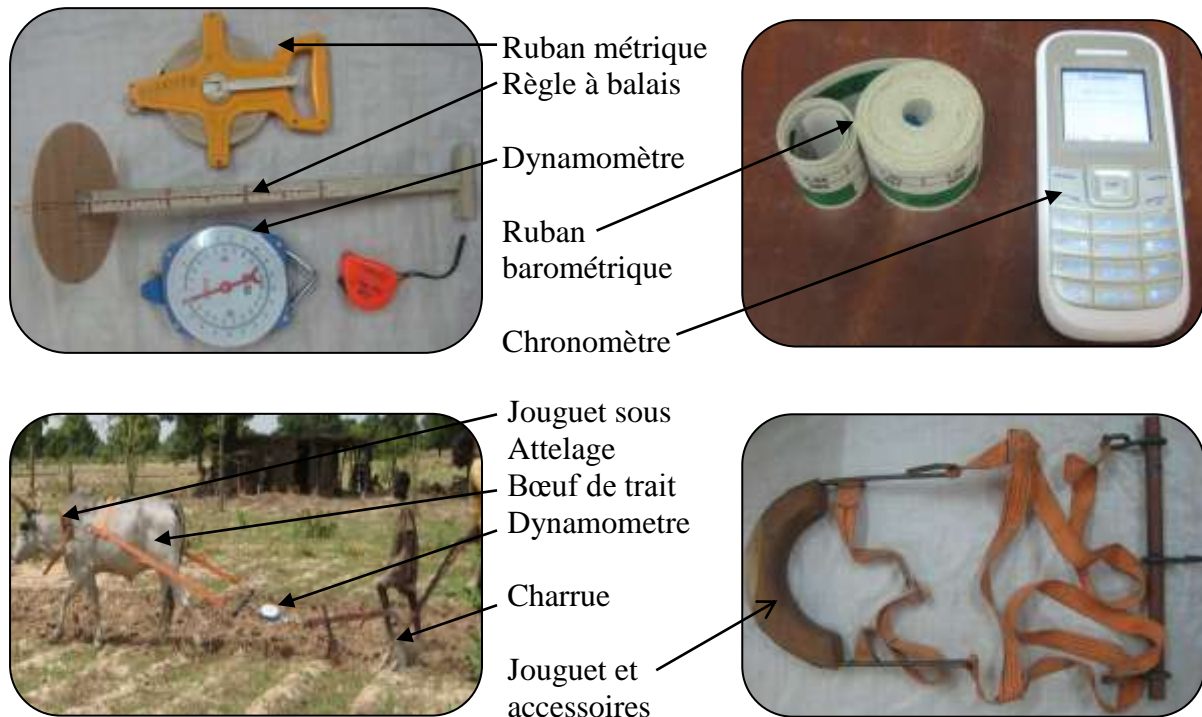 Ruban métrique
Règle à balais
Dynamomètre
Ruban
barométrique
Chronomètre
Jouguet sous
Attelage
Bœuf de trait
Dynamometre
Charrue
Jouguet et
accessoires